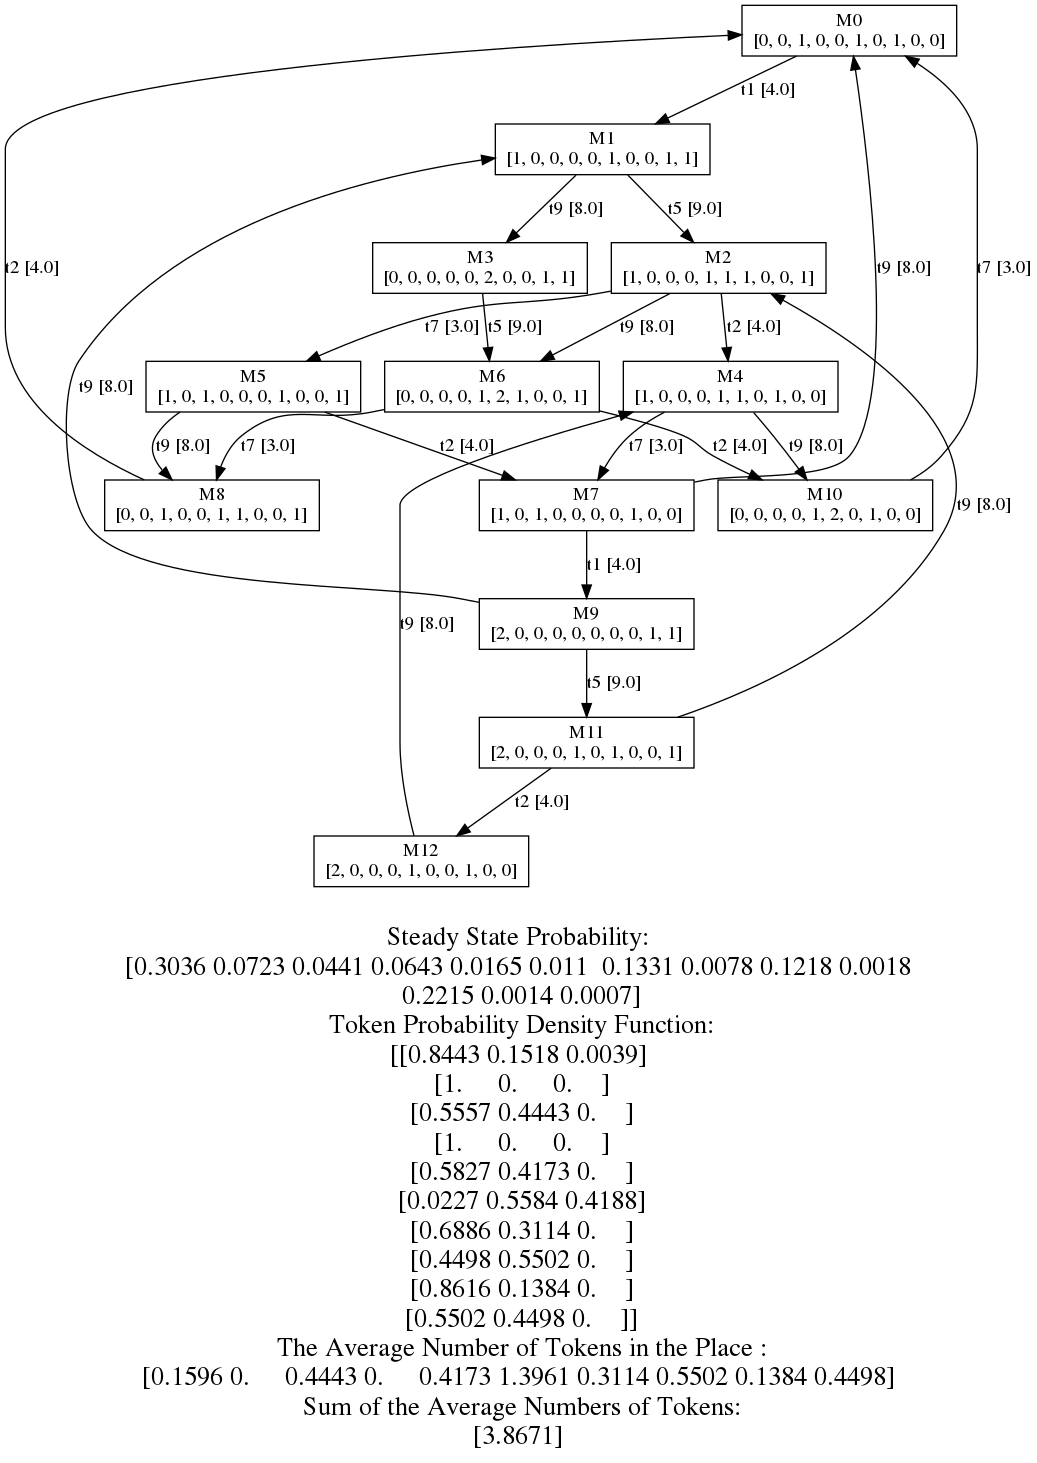 M0
[0, 0, 1, 0, 0, 1, 0, 1, 0, 0]
t1 [4.0]
M1
[1, 0, 0, 0, 0, 1, 0, 0, 1, 1]
t9 [8.0]
t5 [9.0]
M3
[0, 0, 0, 0, 0, 2, 0, 0, 1, 1]
M2
[1, 0, 0, 0, 1, 1, 1, 0, 0, 1]
t2 [4.0]
t9 [8.0]
t7 [3.0]
t7 [3.0]
t5 [9.0]
t9 [8.0]
t2 [4.0]
M5
[1, 0, 1, 0, 0, 0, 1, 0, 0, 1]
M6
[0, 0, 0, 0, 1, 2, 1, 0, 0, 1]
M4
[1, 0, 0, 0, 1, 1, 0, 1, 0, 0]
t9 [8.0]
t9 [8.0]
t7 [3.0]
t2 [4.0]
t7 [3.0]
t2 [4.0]
t9 [8.0]
M8
[0, 0, 1, 0, 0, 1, 1, 0, 0, 1]
M7
[1, 0, 1, 0, 0, 0, 0, 1, 0, 0]
M10
[0, 0, 0, 0, 1, 2, 0, 1, 0, 0]
t9 [8.0]
t1 [4.0]
M9
[2, 0, 0, 0, 0, 0, 0, 0, 1, 1]
t9 [8.0]
t5 [9.0]
M11
[2, 0, 0, 0, 1, 0, 1, 0, 0, 1]
t2 [4.0]
M12
[2, 0, 0, 0, 1, 0, 0, 1, 0, 0]
Steady State Probability:
[0.3036 0.0723 0.0441 0.0643 0.0165 0.011 0.1331 0.0078 0.1218 0.0018
0.2215 0.0014 0.0007]
Token Probability Density Function:
[[0.8443 0.1518 0.0039]
[1. 0. 0. ]
[0.5557 0.4443 0. ]
[1. 0. 0. ]
[0.5827 0.4173 0. ]
[0.0227 0.5584 0.4188]
[0.6886 0.3114 0. ]
[0.4498 0.5502 0. ]
[0.8616 0.1384 0. ]
[0.5502 0.4498 0. ]]
The Average Number of Tokens in the Place :
[0.1596 0. 0.4443 0. 0.4173 1.3961 0.3114 0.5502 0.1384 0.4498]
Sum of the Average Numbers of Tokens:
[3.8671]